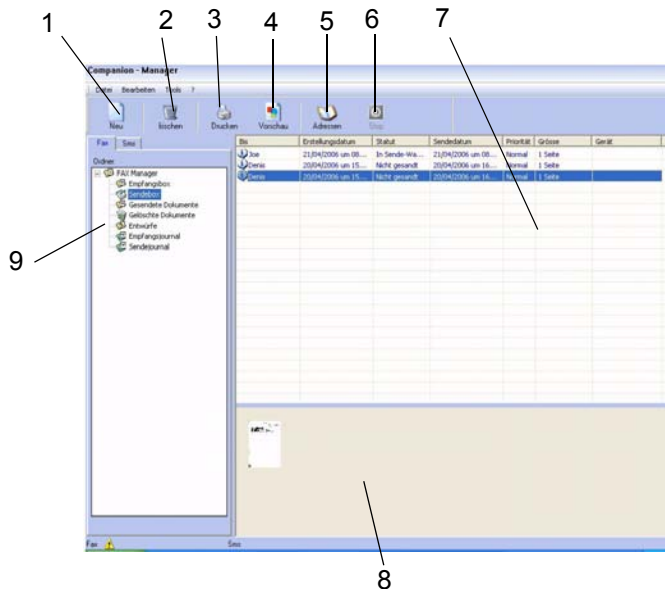 1 2 3 4 5 6 7
Companion - Manager
Datei Bearbeiten Tools ?
Neu löschen Drucken Vorschau Adressen Stop
Fax Sms
Ordner
FAX Manager
Empfangsbox
Sendebox
Gesendete Dokumente
Gelöschte Dokumente
Entwürfe
Empfangsjournal
Sendejournal
Bis Erstellungsdatum Statut Sendedatum Priorität Grösse Gerät
Joe 21/04/2006 um 08.... In Sende-Wa... 21/04/2006 um 08.... Normal 1 Seite
Denis 20/04/2006 um 15.... Nicht gesandt 20/04/2006 um 16.... Normal 1 Seite
Denis 20/04/2006 um 15.... Nicht gesandt 20/04/2006 um 16.... Normal 1 Seite
9
Fax Sms
8